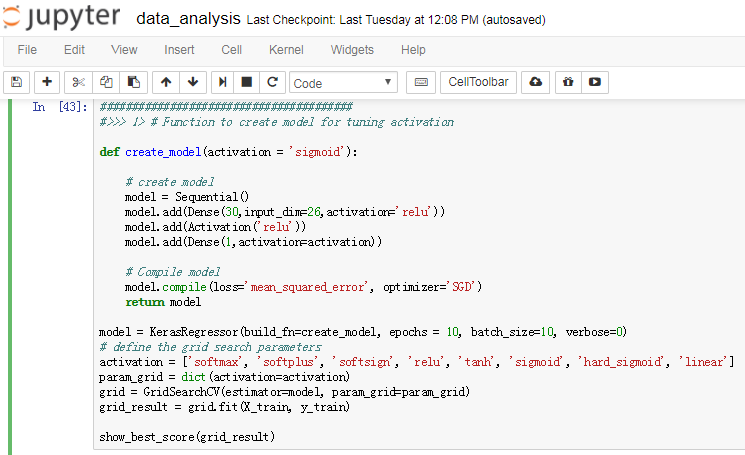 jupyter data_analysis Last Checkpoint: Last Tuesday at 12:08 PM (autosaved)
File Edit View Insert Cell Kernel Widgets Help
Code CellToolbar
In [43]: #######################################
#>>> 1> # Function to create model for tuning activation
def create_model(activation = 'sigmoid'):
# create model
model = Sequential()
model.add(Dense(30,input_dim=26,activation='relu'))
model.add(Activation('relu'))
model.add(Dense(1,activation=activation))
# Compile model
model.compile(loss='mean_squared_error', optimizer='SGD')
return model
model = KerasRegressor(build_fn=create_model, epochs = 10, batch_size=10, verbose=0)
# define the grid search parameters
activation = ['softmax', 'softplus', 'softsign', 'relu', 'tanh', 'sigmoid', 'hard_sigmoid', 'linear']
param_grid = dict(activation=activation)
grid = GridSearchCV(estimator=model, param_grid=param_grid)
grid_result = grid.fit(X_train, y_train)
show_best_score(grid_result)